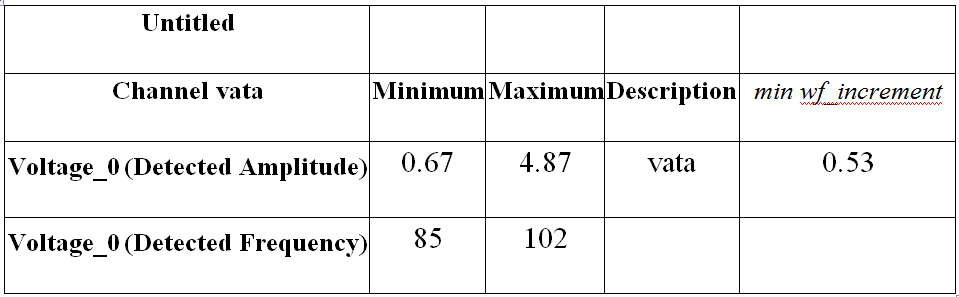 Untitled
Channel vata Minimum Maximum Description min wf_increment
Voltage_0 (Detected Amplitude) 0.67 4.87 vata 0.53
Voltage_0 (Detected Frequency) 85 102